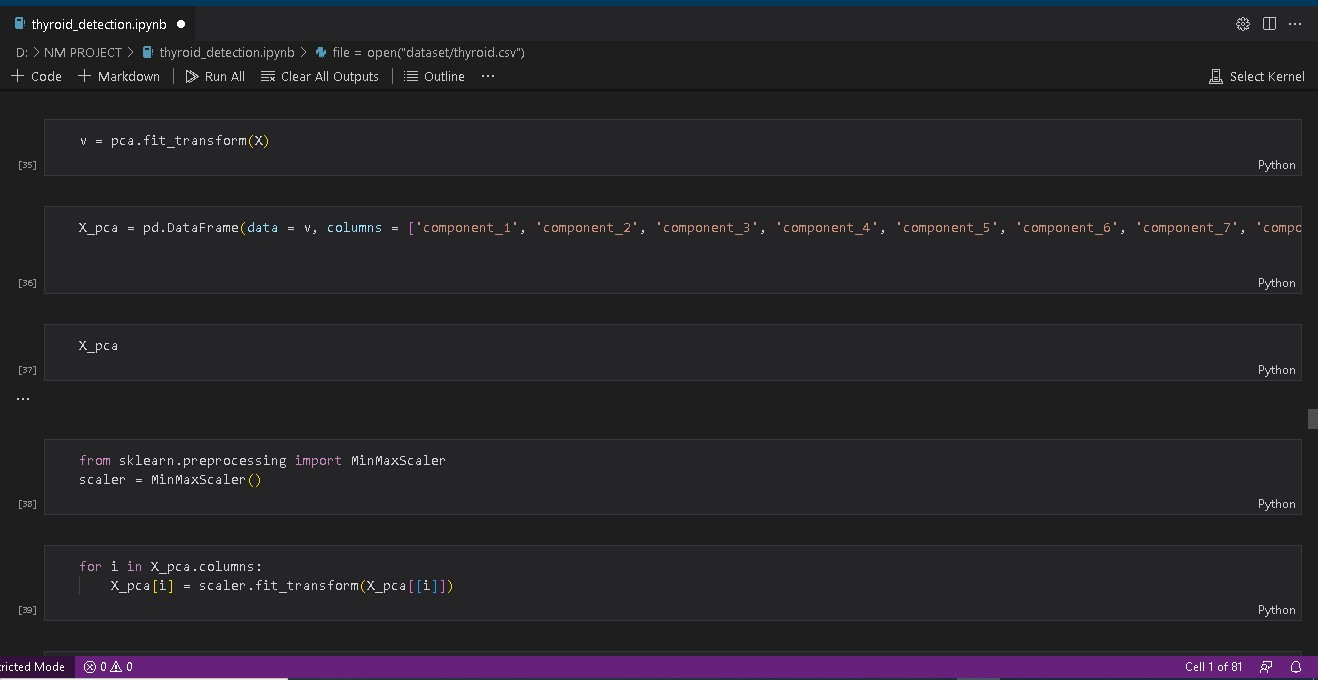 thyroid_detection.ipynb
D: > NM PROJECT > thyroid_detection.ipynb > file = open("dataset/thyroid.csv")
+ Code + Markdown Run All Clear All Outputs Outline ... Select Kernel
v = pca.fit_transform(X)
[35] Python
X_pca = pd.DataFrame(data = v, columns = ['component_1', 'component_2', 'component_3', 'component_4', 'component_5', 'component_6', 'component_7', 'compo
[36] Python
X_pca
[37] Python
...
from sklearn.preprocessing import MinMaxScaler
scaler = MinMaxScaler()
[38] Python
for i in X_pca.columns:
X_pca[i] = scaler.fit_transform(X_pca[[i]])
[39] Python
ricted Mode 0 0 Cell 1 of 81